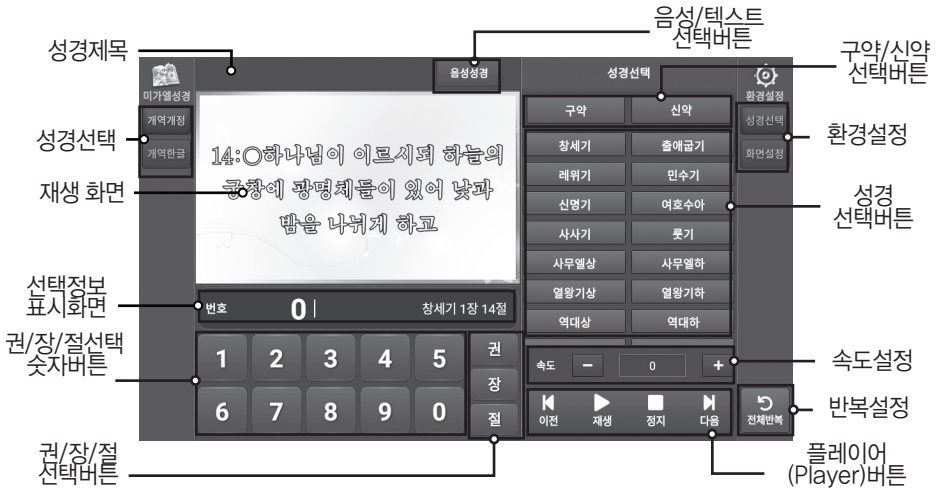 음성/텍스트
선택버튼
성경제목
구약/신약
선택버튼
미가엘성경
음성성경
성경선택
환경설정
개역개정
개역한글
성경선택
구약
신약
성경선택
화면설정
환경설정
14:○하나님이 이르시되 하늘의
궁창에 광명체들이 있어 낮과
밤을 나뉘게 하고
재생 화면
창세기
출애굽기
레위기
민수기
신명기
여호수아
사사기
룻기
사무엘상
사무엘하
열왕기상
열왕기하
역대상
역대하
성경
선택버튼
선택정보
표시화면
번호
0
창세기 1장 14절
권/장/절선택
숫자버튼
1 2 3 4 5
6 7 8 9 0
권
장
절
속도
−
0
+
속도설정
이전
재생
정지
다음
전체반복
반복설정
권/장/절
선택버튼
플레이어
(Player)버튼